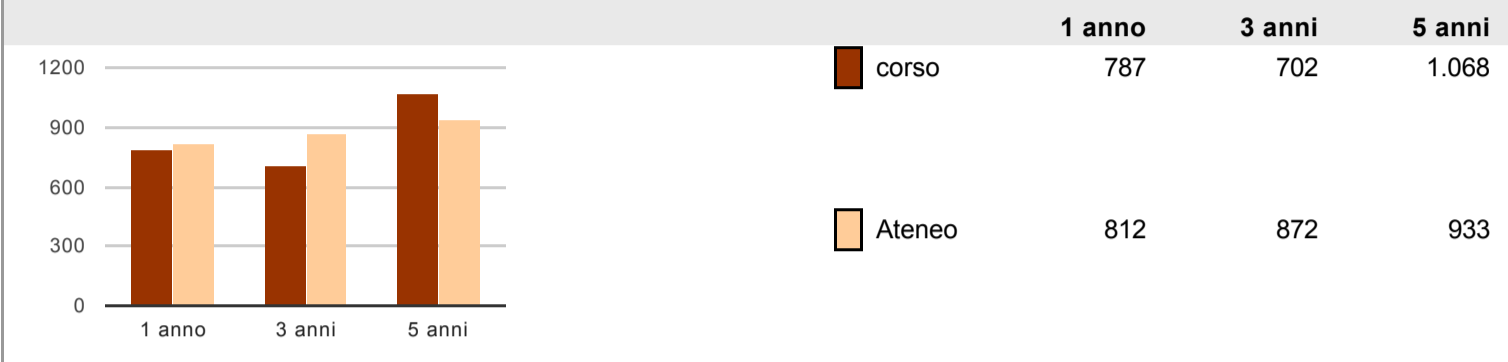 1 anno 3 anni 5 anni
1200
900
600
300
0
1 anno 3 anni 5 anni
corso 787 702 1.068
Ateneo 812 872 933